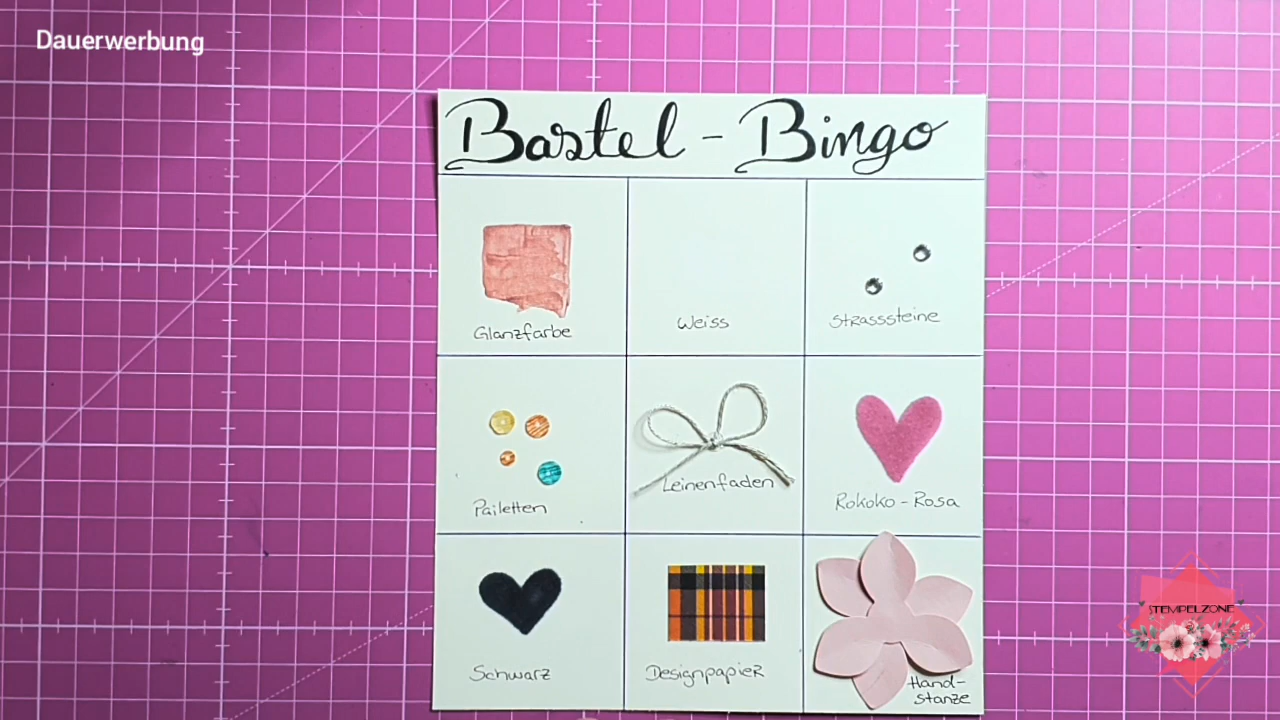 Dauerwerbung
Bastel - Bingo
Glanzfarbe
Weiss
Strasssteine
Pailetten
Leinenfaden
Rokoko - Rosa
Schwarz
Designpapier
Hand-
stanze
STEMPELZONE